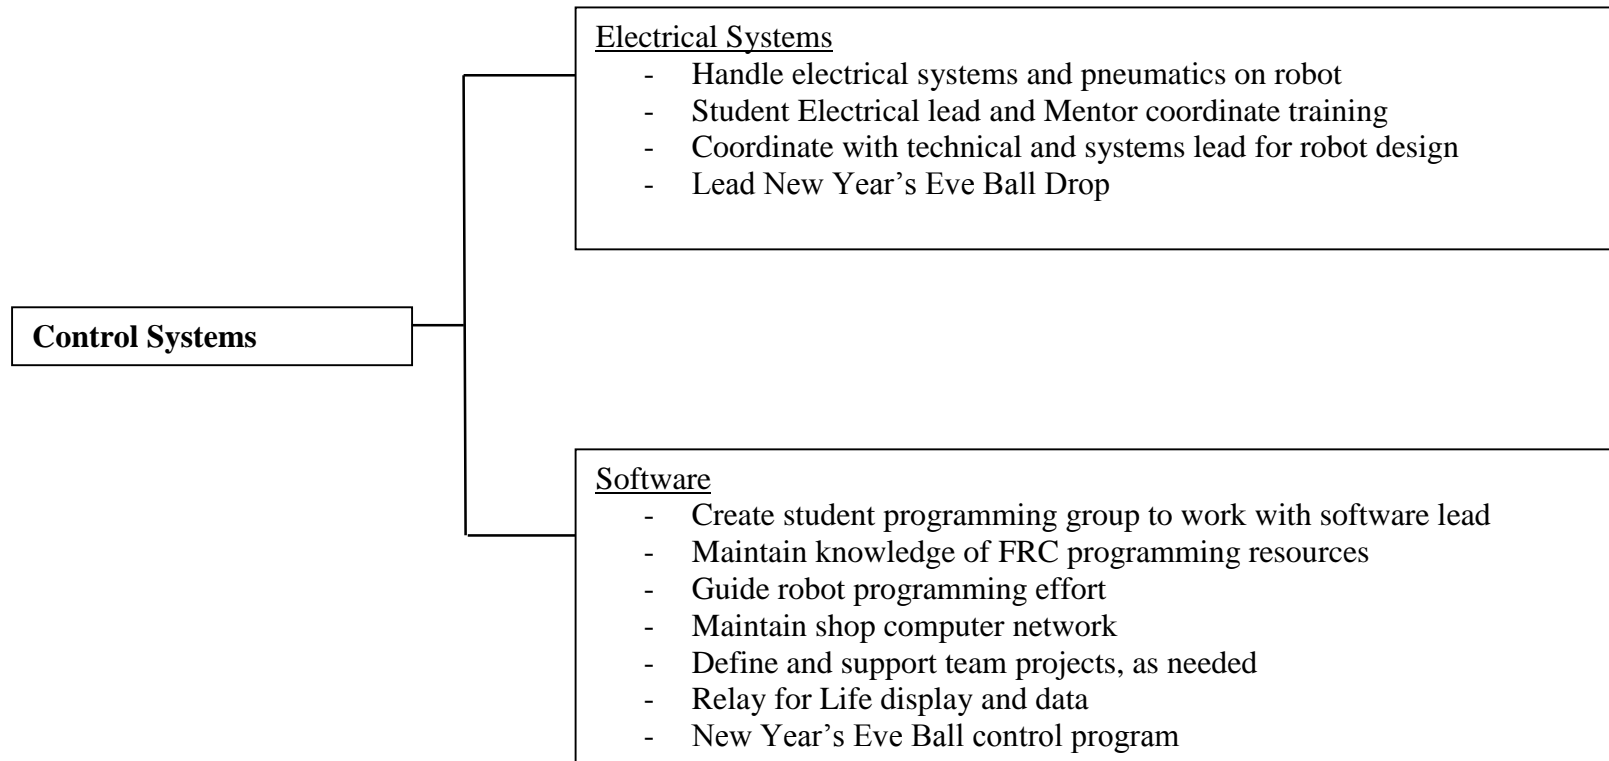 Electrical Systems
- Handle electrical systems and pneumatics on robot
- Student Electrical lead and Mentor coordinate training
- Coordinate with technical and systems lead for robot design
- Lead New Year’s Eve Ball Drop
Control Systems
Software
- Create student programming group to work with software lead
- Maintain knowledge of FRC programming resources
- Guide robot programming effort
- Maintain shop computer network
- Define and support team projects, as needed
- Relay for Life display and data
- New Year’s Eve Ball control program